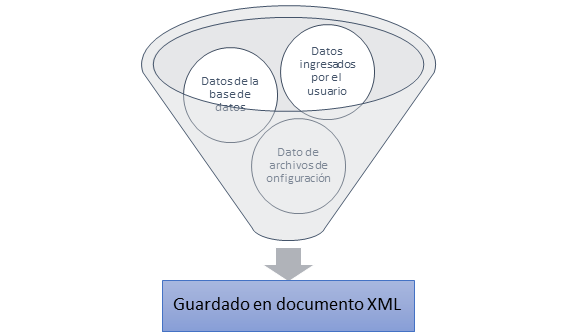 Datos
ingresados
por el
usuario
Datos de la
base de
datos
Dato de
archivos de
onfiguración
Guardado en documento XML